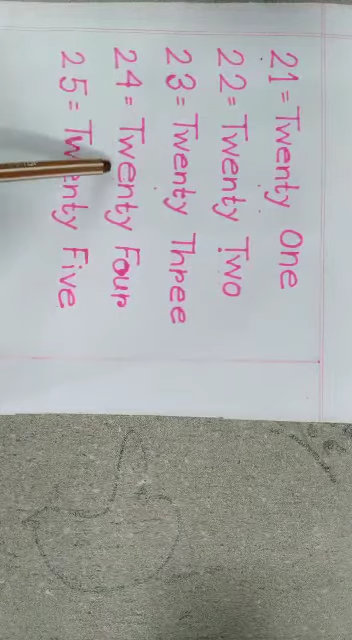 21 = Twenty One
22 = Twenty Two
23 = Twenty Three
24 = Twenty Four
25 = Twenty Five